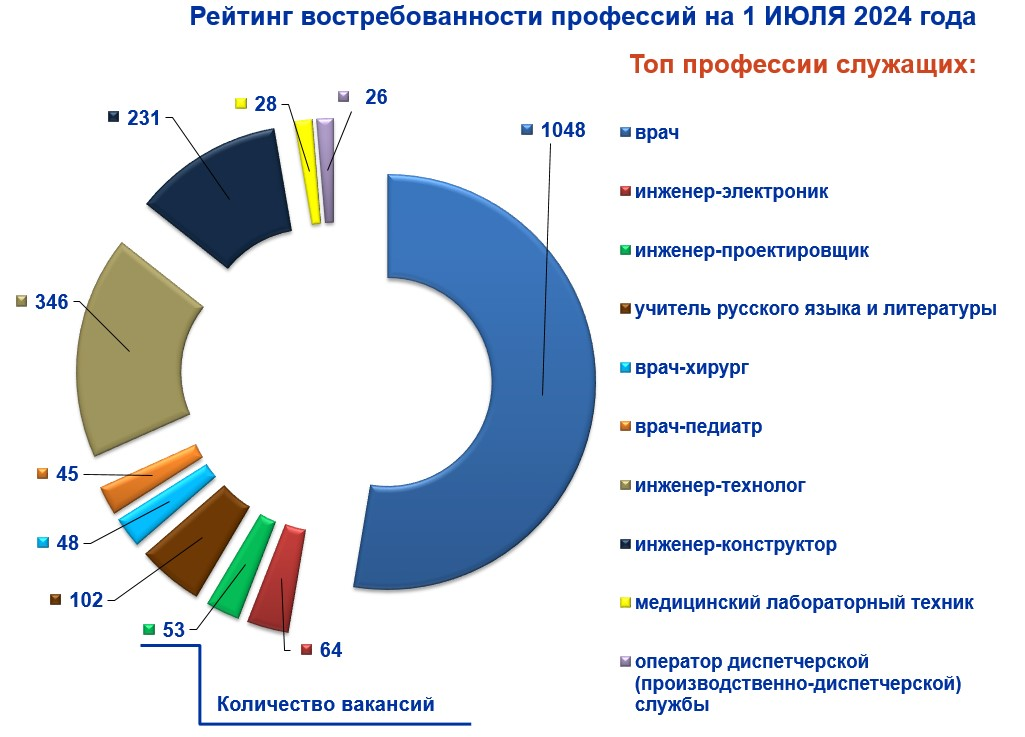 Рейтинг востребованности профессий на 1 ИЮЛЯ 2024 года
Топ профессии служащих:
26
28
231
1048
346
45
48
102
53
64
Количество вакансий
врач
инженер-электроник
инженер-проектировщик
учитель русского языка и литературы
врач-хирург
врач-педиатр
инженер-технолог
инженер-конструктор
медицинский лабораторный техник
оператор диспетчерской
(производственно-диспетчерской)
службы